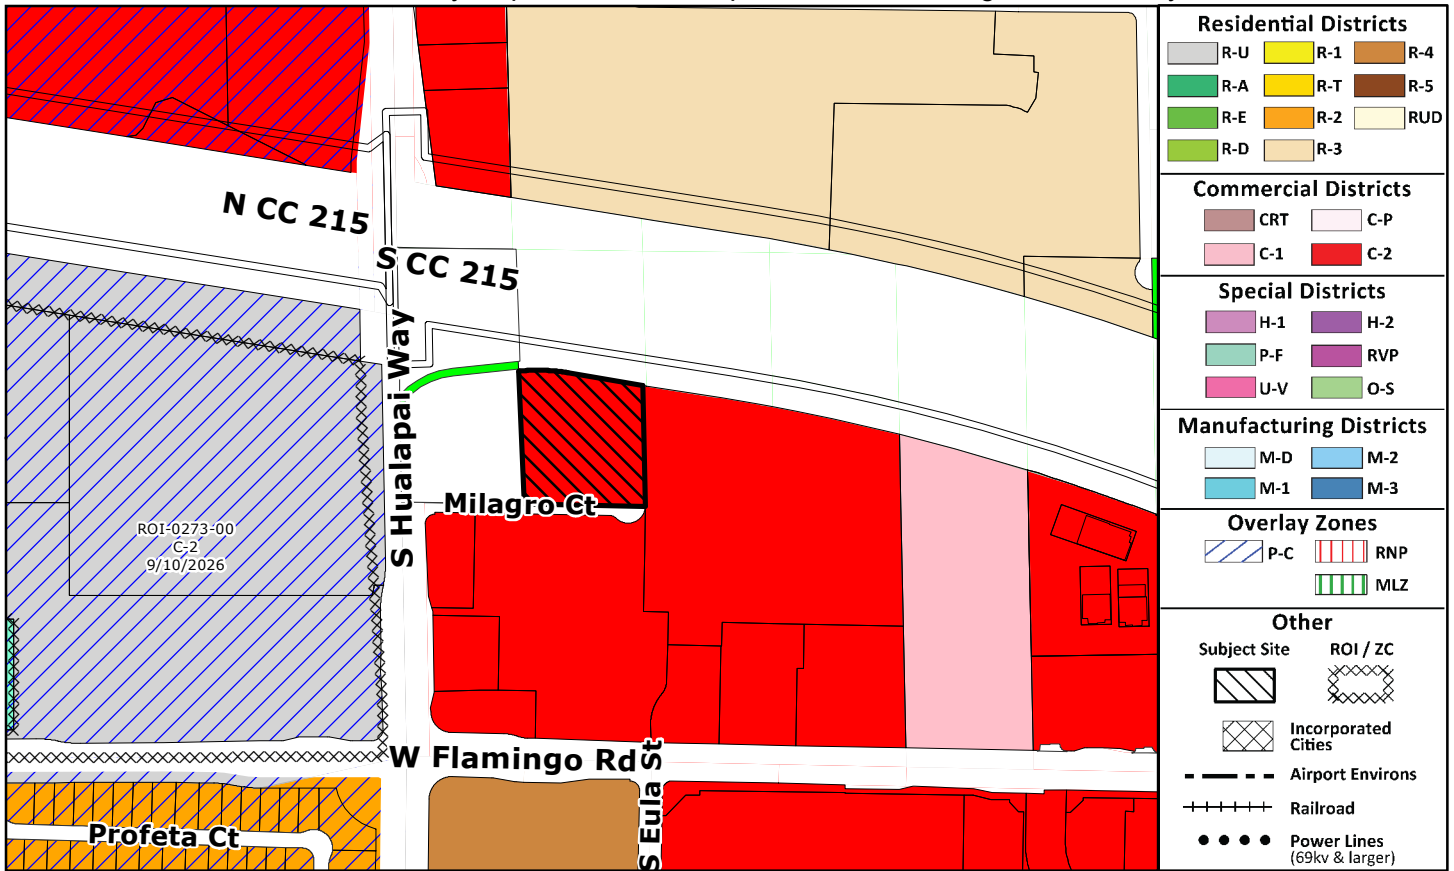 N CC 215
S CC 215
S Hualapai Way
Milagro Ct
ROI-0273-00
C-2
9/10/2026
W Flamingo Rd
S Eula St
Profeta Ct
Residential Districts
R-U
R-1
R-4
R-A
R-T
R-5
R-E
R-2
RUD
R-D
R-3
Commercial Districts
CRT
C-P
C-1
C-2
Special Districts
H-1
H-2
P-F
RVP
U-V
O-S
Manufacturing Districts
M-D
M-2
M-1
M-3
Overlay Zones
P-C
RNP
MLZ
Other
Subject Site
ROI / ZC
Incorporated
Cities
Airport Environs
Railroad
Power Lines
(69kv & larger)